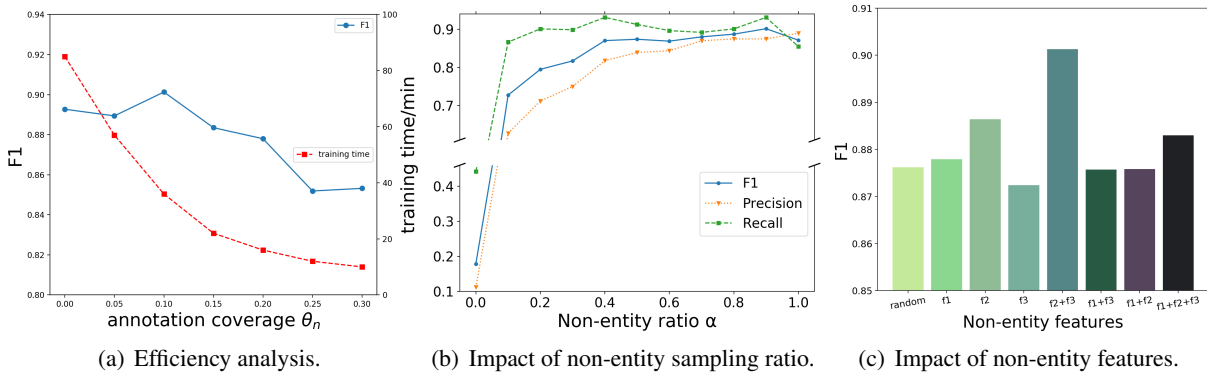 0.94
0.92
0.90
0.88
0.86
0.84
0.82
0.80
F1
0.00 0.05 0.10 0.15 0.20 0.25 0.30
annotation coverage θn
100
80
60
40
20
0
training time/min
F1
training time
(a) Efficiency analysis.
0.9
0.8
0.7
0.4
0.3
0.2
0.1
F1
Precision
Recall
0.0 0.2 0.4 0.6 0.8 1.0
Non-entity ratio α
(b) Impact of non-entity sampling ratio.
0.91
0.90
0.89
0.88
0.87
0.86
0.85
F1
random f1 f2 f3 f2+f3 f1+f3 f1+f2 f1+f2+f3
Non-entity features
(c) Impact of non-entity features.